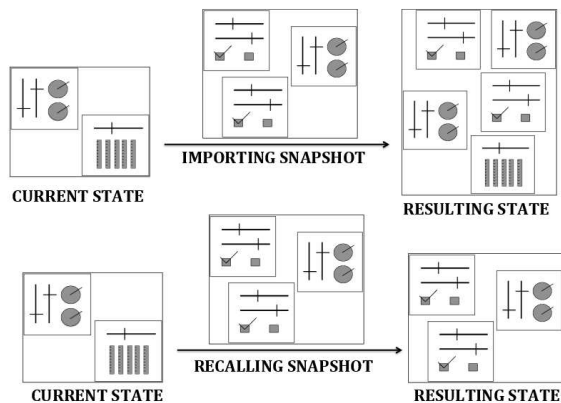 IMPORTING SNAPSHOT
CURRENT STATE
RESULTING STATE
RECALLING SNAPSHOT
CURRENT STATE
RESULTING STATE